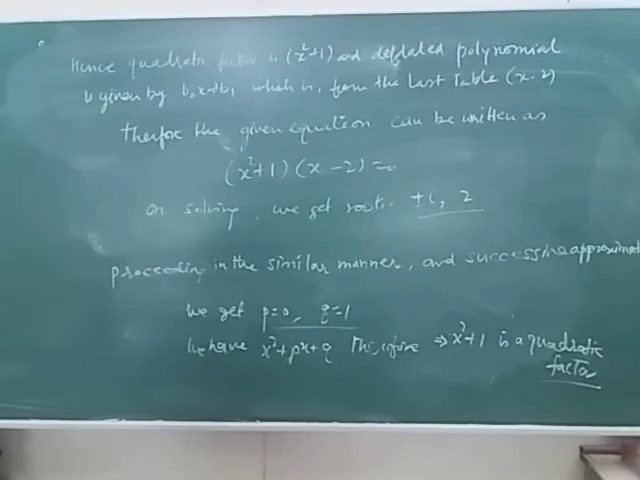 Hence quadratic factor is (x²+1) and deflated polynomial
is given by b₀x+b₁, which is, from the last table (x-2)
Therfore the given equation can be written as
(x²+1) (x-2)=0
on solving, we get roots. ±i, 2
proceeding in the similar manner, and successive approximat
We get p=0, q=1
We have x²+px+q Therefore ⇒ x²+1 is a quadratic
factor